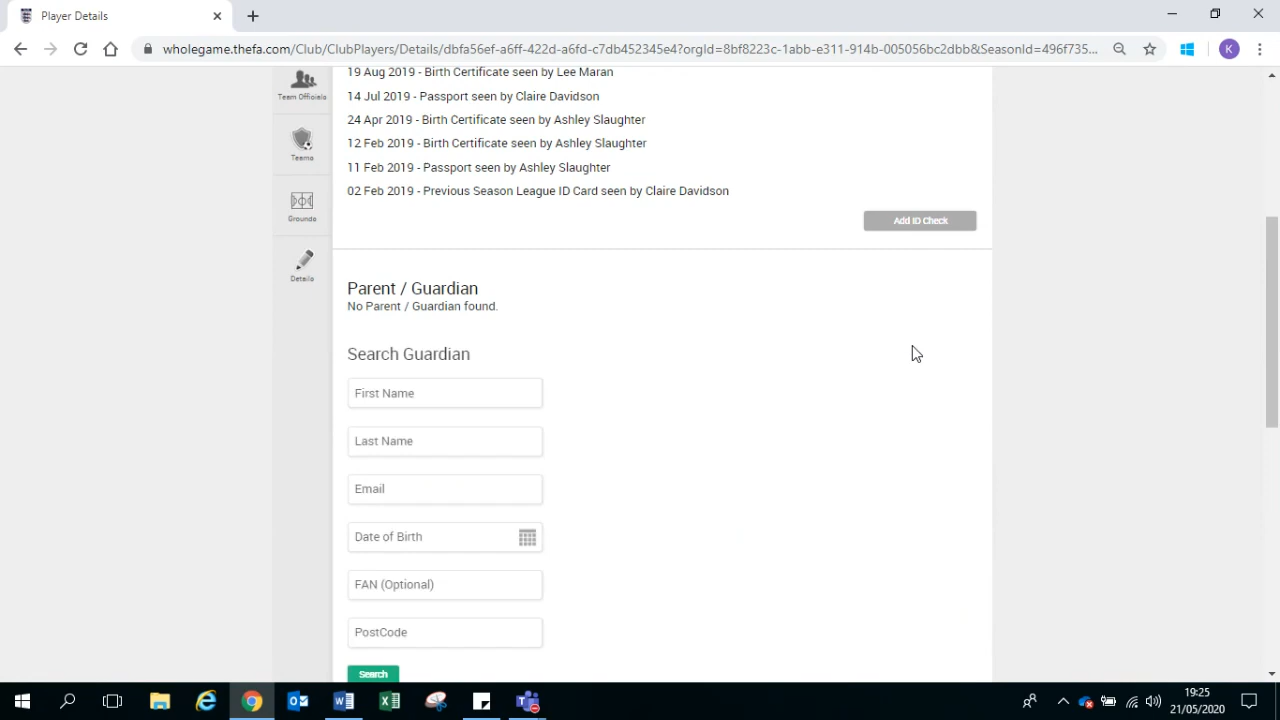 Player Details
wholegame.thefa.com/Club/ClubPlayers/Details/dbfa56ef-a6ff-422d-a6fd-c7db452345e4?orgId=8bf8223c-1abb-e311-914b-005056bc2dbb&SeasonId=496f735...
K
19 Aug 2019 - Birth Certificate seen by Lee Maran
Team Officials
14 Jul 2019 - Passport seen by Claire Davidson
24 Apr 2019 - Birth Certificate seen by Ashley Slaughter
12 Feb 2019 - Birth Certificate seen by Ashley Slaughter
Teams
11 Feb 2019 - Passport seen by Ashley Slaughter
02 Feb 2019 - Previous Season League ID Card seen by Claire Davidson
Grounds
Add ID Check
Details
Parent / Guardian
No Parent / Guardian found.
Search Guardian
First Name
Last Name
Email
Date of Birth
FAN (Optional)
PostCode
Search
19:25
21/05/2020